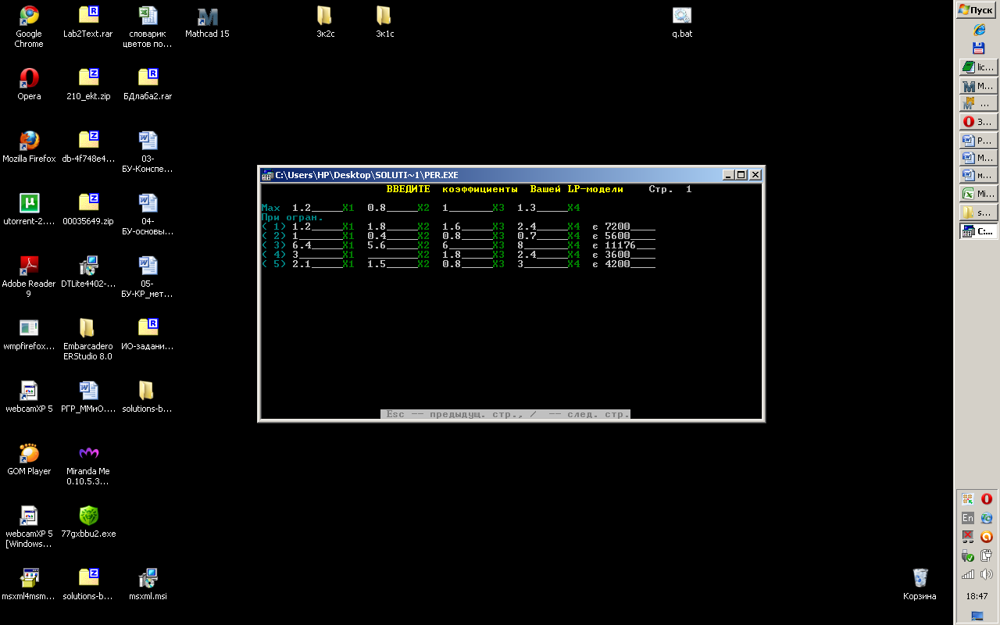 Google Chrome
Lab2Text.rar
словарик цветов по...
Mathcad 15
3к2с
3к1с
q.bat
Opera
210_ekt.zip
БДлаба2.rar
Mozilla Firefox
db-4f748e4...
03-БУ-Конспе...
utorrent-2....
00035649.zip
04-БУ-основы...
Adobe Reader 9
DTLite4402-...
05-БУ-КР_мет...
wmpfirefox...
Embarcadero ERStudio 8.0
ИО-задани...
webcamXP 5
РГР_ММиО....
solutions-b...
GOM Player
Miranda Me 0.10.5.3...
webcamXP 5 [Windows...
77gxbbu2.exe
msxml4msm...
solutions-b...
msxml.msi
Корзина
C:\Users\HP\Desktop\SOLUTI~1\PER.EXE
ВВЕДИТЕ коэффициенты Вашей LP-модели Стр. 1
Max 1.2_____X1 0.8_____X2 1_______X3 1.3_____X4
При огран.
( 1) 1.2_____X1 1.8_____X2 1.6_____X3 2.4_____X4 є 7200____
( 2) 1_______X1 0.4_____X2 0.8_____X3 0.7_____X4 є 5600____
( 3) 6.4_____X1 5.6_____X2 6_______X3 8_______X4 є 11176___
( 4) 3_______X1 ________X2 1.8_____X3 2.4_____X4 є 3600____
( 5) 2.1_____X1 1.5_____X2 0.8_____X3 3_______X4 є 4200____
Esc -- предыдущ. стр., / -- след. стр.
Пуск
lic...
M...
...
З...
Р...
М...
м...
Mi...
s...
C:...
En
18:47